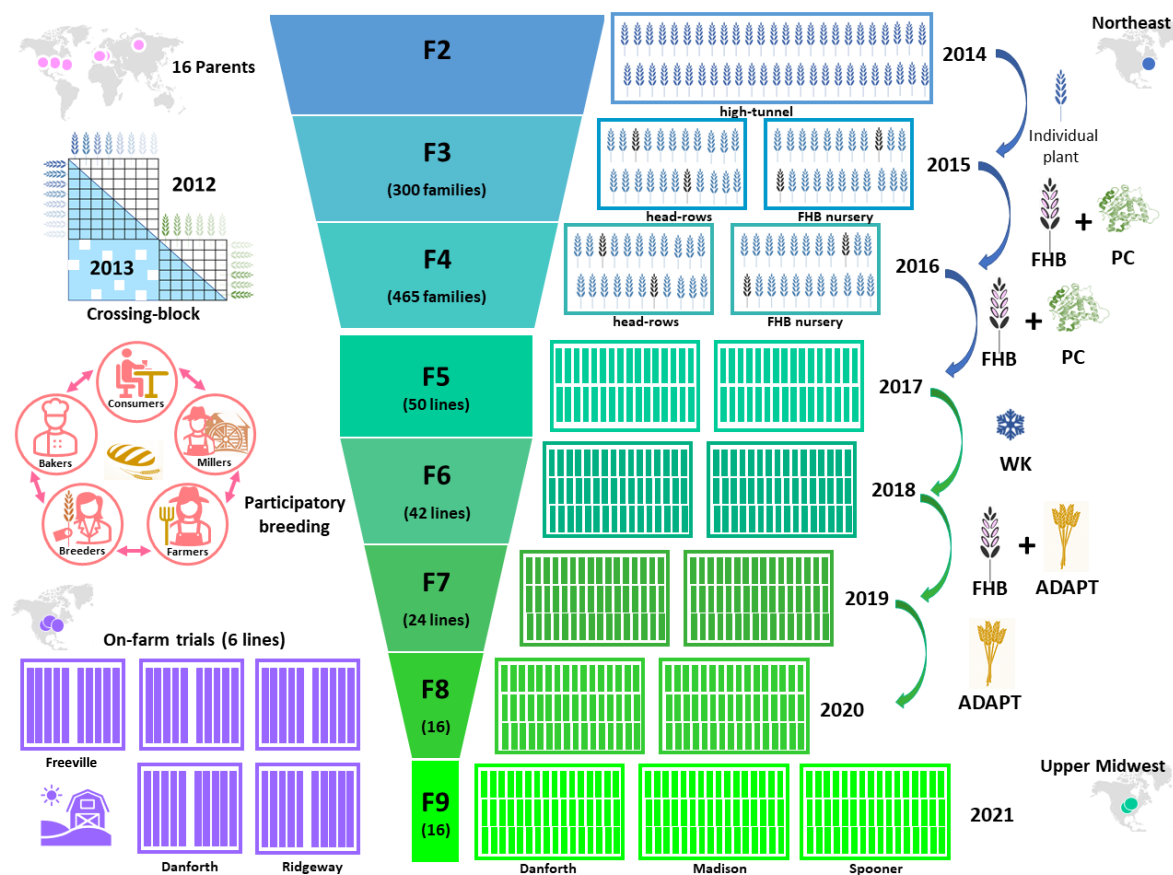 16 Parents
2012
2013
Crossing-block
Consumers
Bakers
Millers
Breeders
Farmers
Participatory
breeding
On-farm trials (6 lines)
Freeville
Danforth
Ridgeway
F2
F3
(300 families)
F4
(465 families)
F5
(50 lines)
F6
(42 lines)
F7
(24 lines)
F8
(16)
F9
(16)
high-tunnel
head-rows
FHB nursery
head-rows
FHB nursery
Danforth
Madison
Spooner
2014
2015
2016
2017
2018
2019
2020
2021
Northeast
Individual
plant
FHB
+
PC
FHB
+
PC
WK
FHB
+
ADAPT
ADAPT
Upper Midwest